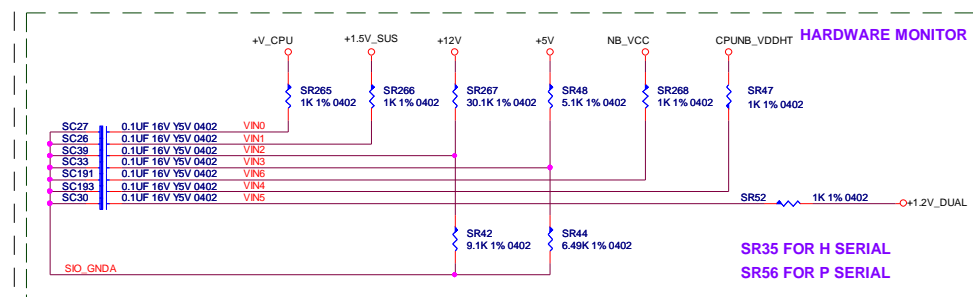 HARDWARE MONITOR
+V_CPU
+1.5V_SUS
+12V
+5V
NB_VCC
CPUNB_VDDHT
SR265
1K 1% 0402
SR266
1K 1% 0402
SR267
30.1K 1% 0402
SR48
5.1K 1% 0402
SR268
1K 1% 0402
SR47
1K 1% 0402
SC27 0.1UF 16V Y5V 0402 VIN0
SC26 0.1UF 16V Y5V 0402 VIN1
SC39 0.1UF 16V Y5V 0402 VIN2
SC33 0.1UF 16V Y5V 0402 VIN3
SC191 0.1UF 16V Y5V 0402 VIN6
SC193 0.1UF 16V Y5V 0402 VIN4
SC30 0.1UF 16V Y5V 0402 VIN5
SR52 1K 1% 0402
+1.2V_DUAL
SR42
9.1K 1% 0402
SR44
6.49K 1% 0402
SIO_GNDA
SR35 FOR H SERIAL
SR56 FOR P SERIAL